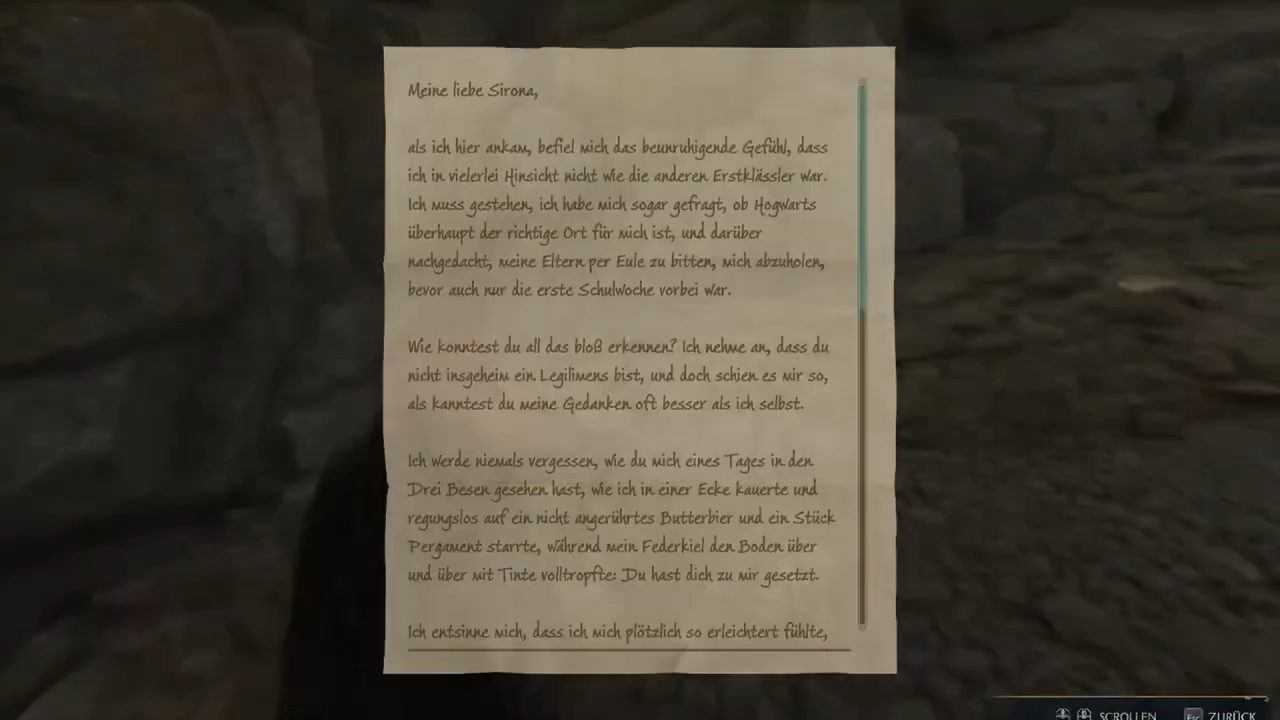 Meine liebe Sirona,
als ich hier ankam, befiel mich das beunruhigende Gefühl, dass
ich in vielerlei Hinsicht nicht wie die anderen Erstklässler war.
Ich muss gestehen, ich habe mich sogar gefragt, ob Hogwarts
überhaupt der richtige Ort für mich ist, und darüber
nachgedacht, meine Eltern per Eule zu bitten, mich abzuholen,
bevor auch nur die erste Schulwoche vorbei war.
Wie konntest du all das bloß erkennen? Ich nehme an, dass du
nicht insgeheim ein Legilimens bist, und doch schien es mir so,
als kanntest du meine Gedanken oft besser als ich selbst.
Ich werde niemals vergessen, wie du mich eines Tages in den
Drei Besen gesehen hast, wie ich in einer Ecke kauerte und
regungslos auf ein nicht angerührtes Butterbier und ein Stück
Pergament starrte, während mein Federkiel den Boden über
und über mit Tinte volltropfte: Du hast dich zu mir gesetzt.
Ich entsinne mich, dass ich mich plötzlich so erleichtert fühlte,
SCROLLEN Esc ZURÜCK